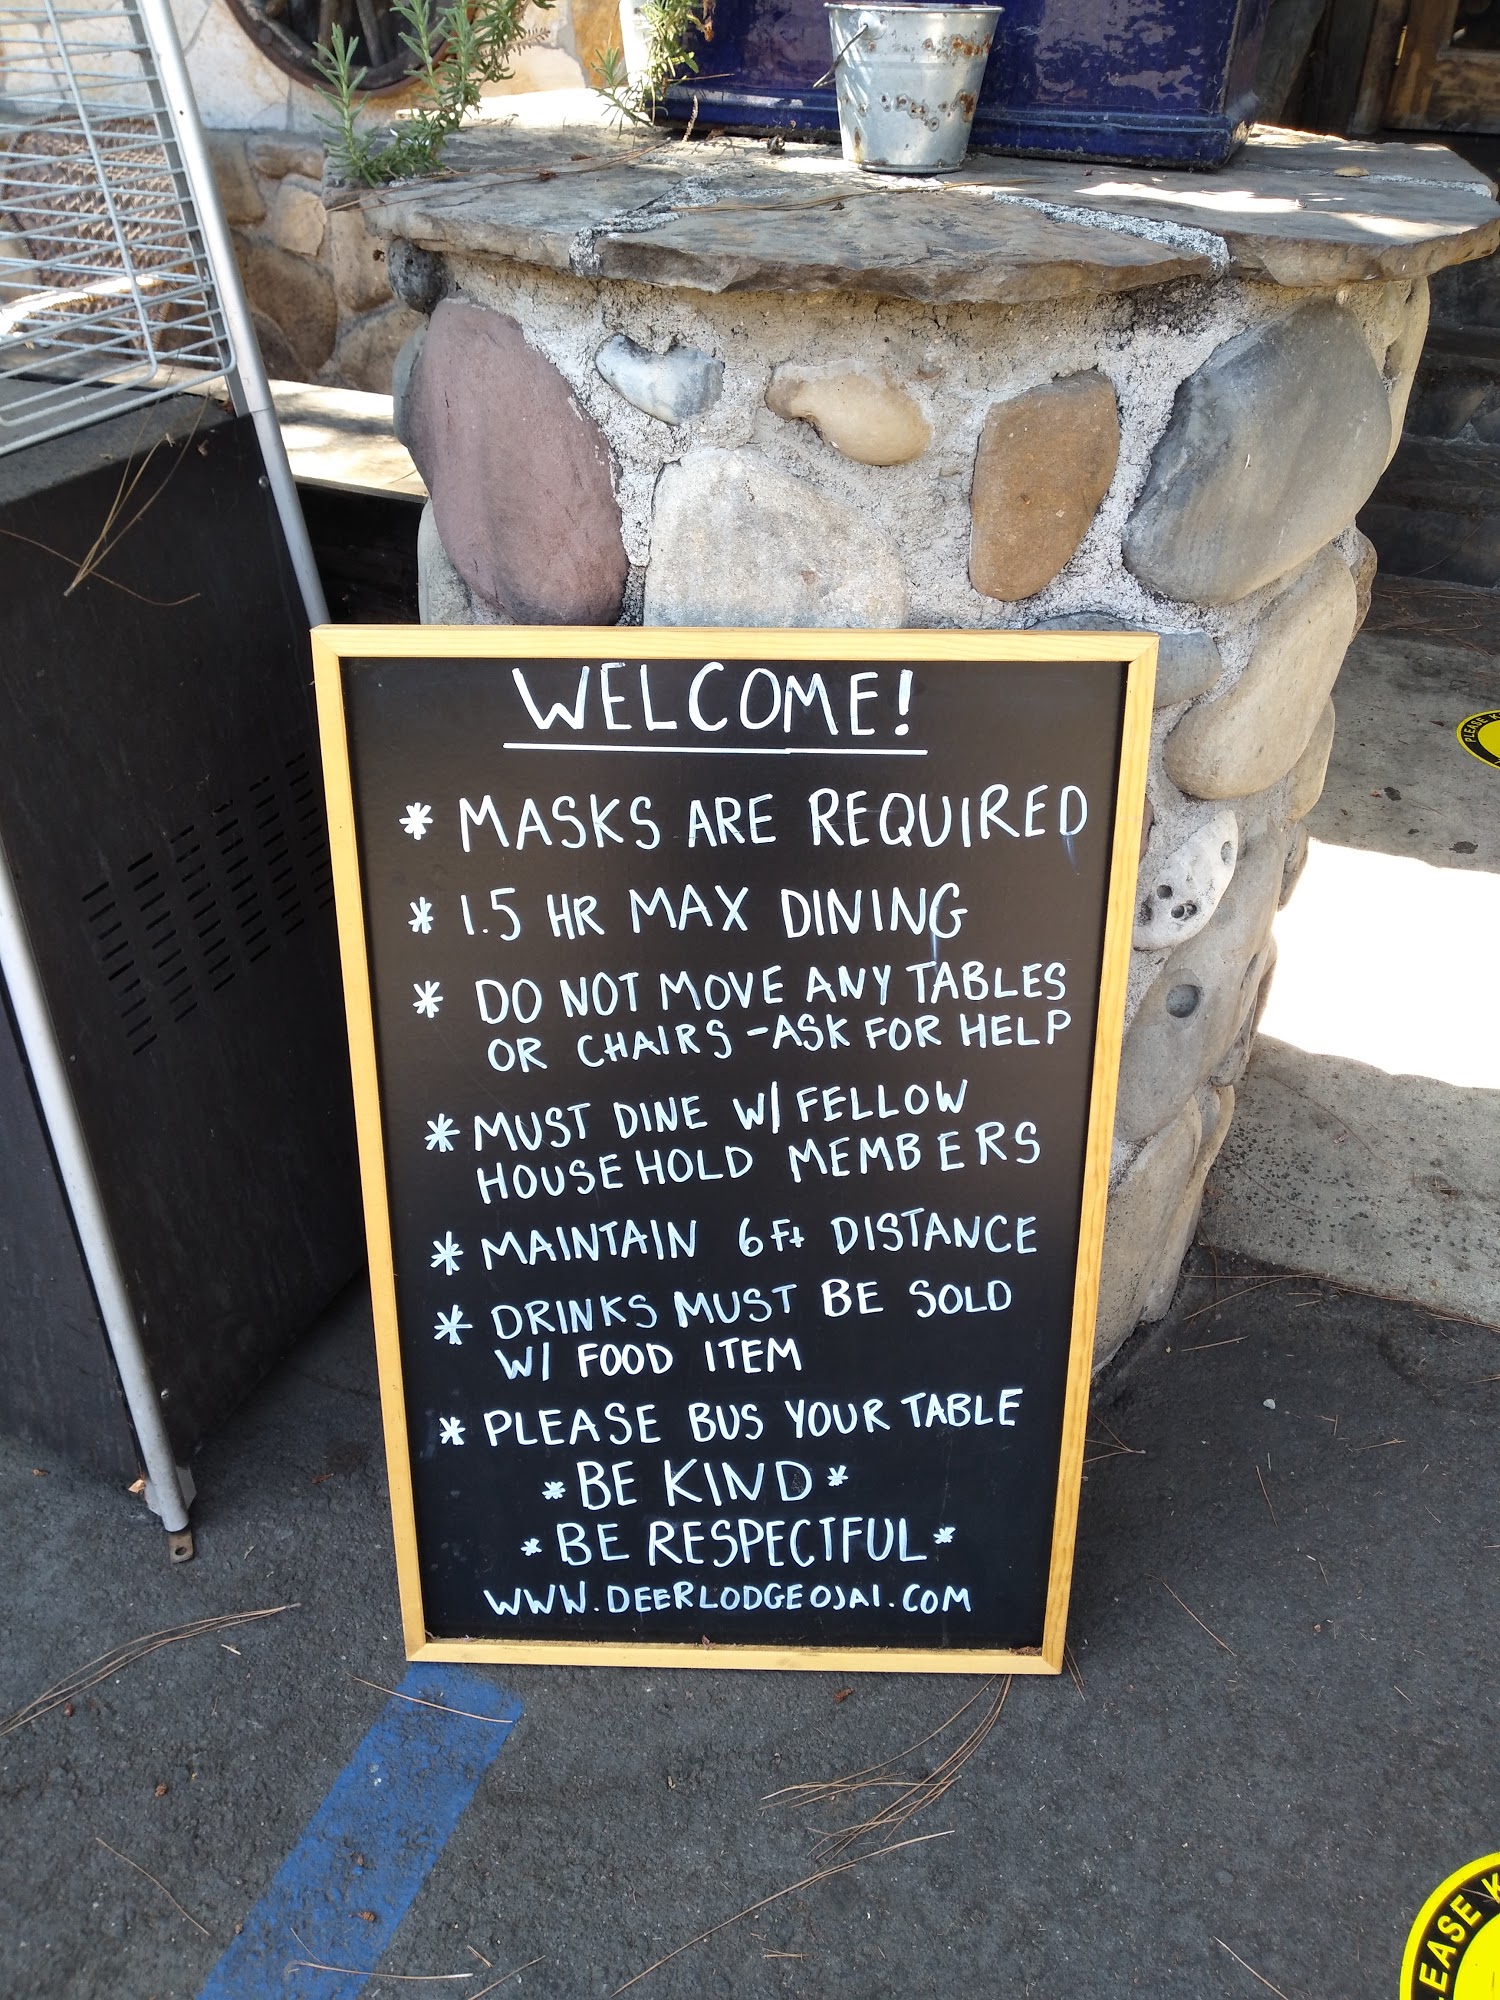 WELCOME!
* MASKS ARE REQUIRED
* 1.5 HR MAX DINING
* DO NOT MOVE ANY TABLES
OR CHAIRS - ASK FOR HELP
* MUST DINE W/ FELLOW
HOUSEHOLD MEMBERS
* MAINTAIN 6Ft DISTANCE
* DRINKS MUST BE SOLD
W/ FOOD ITEM
* PLEASE BUS YOUR TABLE
* BE KIND *
* BE RESPECTFUL *
WWW.DEERLODGEOJAI.COM
PLEASE
EASE